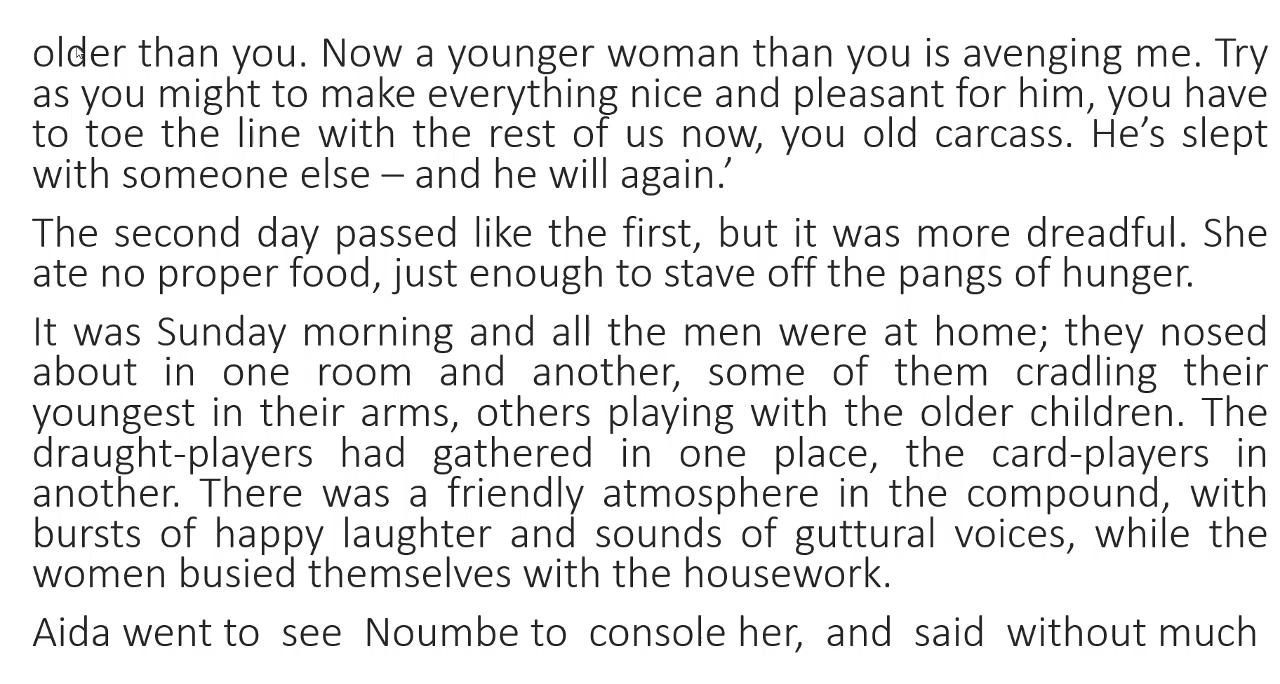 older than you. Now a younger woman than you is avenging me. Try
as you might to make everything nice and pleasant for him, you have
to toe the line with the rest of us now, you old carcass. He’s slept
with someone else – and he will again.’
The second day passed like the first, but it was more dreadful. She
ate no proper food, just enough to stave off the pangs of hunger.
It was Sunday morning and all the men were at home; they nosed
about in one room and another, some of them cradling their
youngest in their arms, others playing with the older children. The
draught-players had gathered in one place, the card-players in
another. There was a friendly atmosphere in the compound, with
bursts of happy laughter and sounds of guttural voices, while the
women busied themselves with the housework.
Aida went to see Noumbe to console her, and said without much